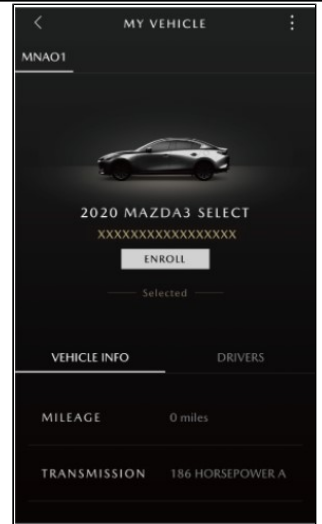 MY VEHICLE
MNAO1
2020 MAZDA3 SELECT
XXXXXXXXXXXXXXXXX
ENROLL
Selected
VEHICLE INFO DRIVERS
MILEAGE 0 miles
TRANSMISSION 186 HORSEPOWER A